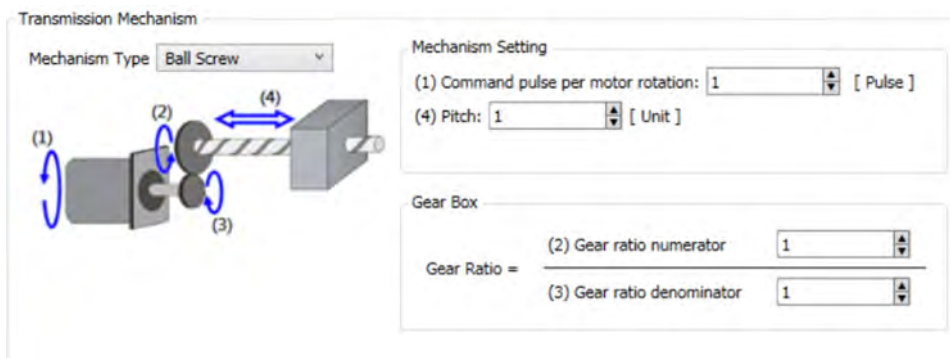 Transmission Mechanism
Mechanism Type Ball Screw
(1)
(2)
(4)
(3)
Mechanism Setting
(1) Command pulse per motor rotation: 1 [ Pulse ]
(4) Pitch: 1 [ Unit ]
Gear Box
Gear Ratio =
(2) Gear ratio numerator 1
(3) Gear ratio denominator 1